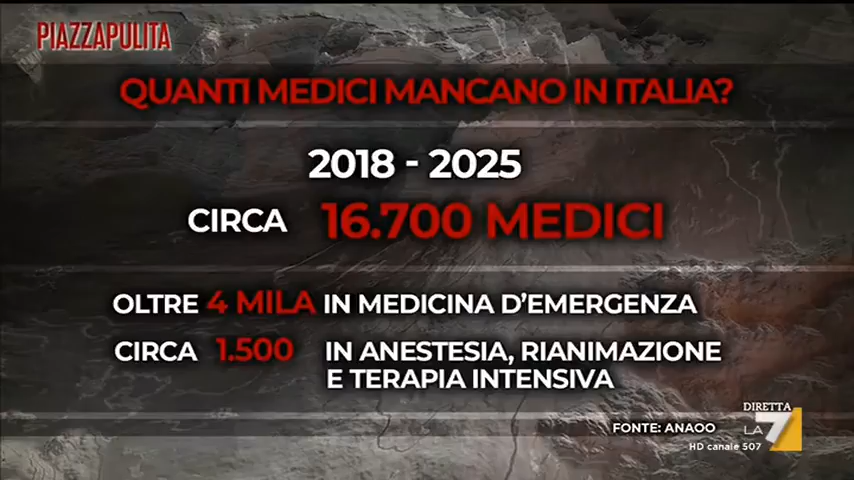 PIAZZAPULITA
QUANTI MEDICI MANCANO IN ITALIA?
2018 - 2025
CIRCA 16.700 MEDICI
OLTRE 4 MILA IN MEDICINA D'EMERGENZA
CIRCA 1.500 IN ANESTESIA, RIANIMAZIONE
E TERAPIA INTENSIVA
FONTE: ANAOO
DIRETTA
LA 7
HD canale 507